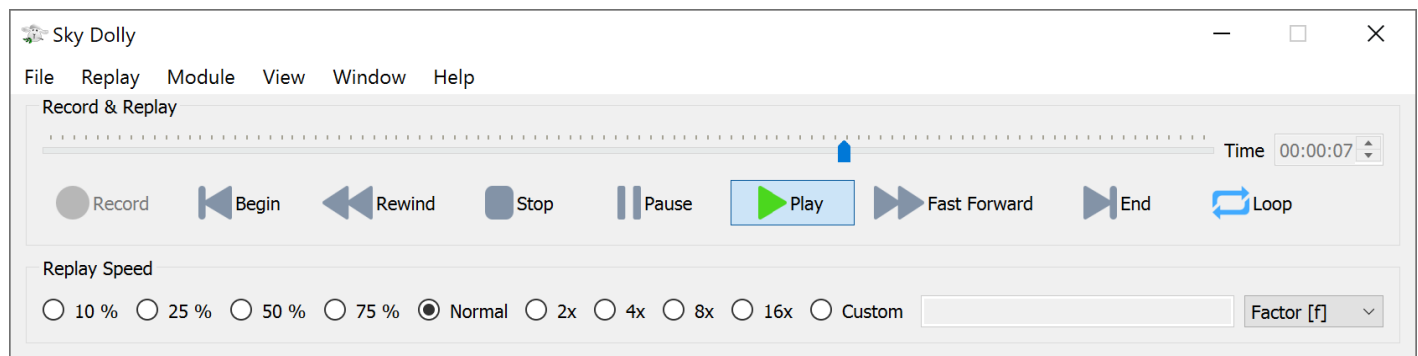 Sky Dolly
File Replay Module View Window Help
Record & Replay
Time 00:00:07
Record Begin Rewind Stop Pause Play Fast Forward End Loop
Replay Speed
10 % 25 % 50 % 75 % Normal 2x 4x 8x 16x Custom Factor [f]